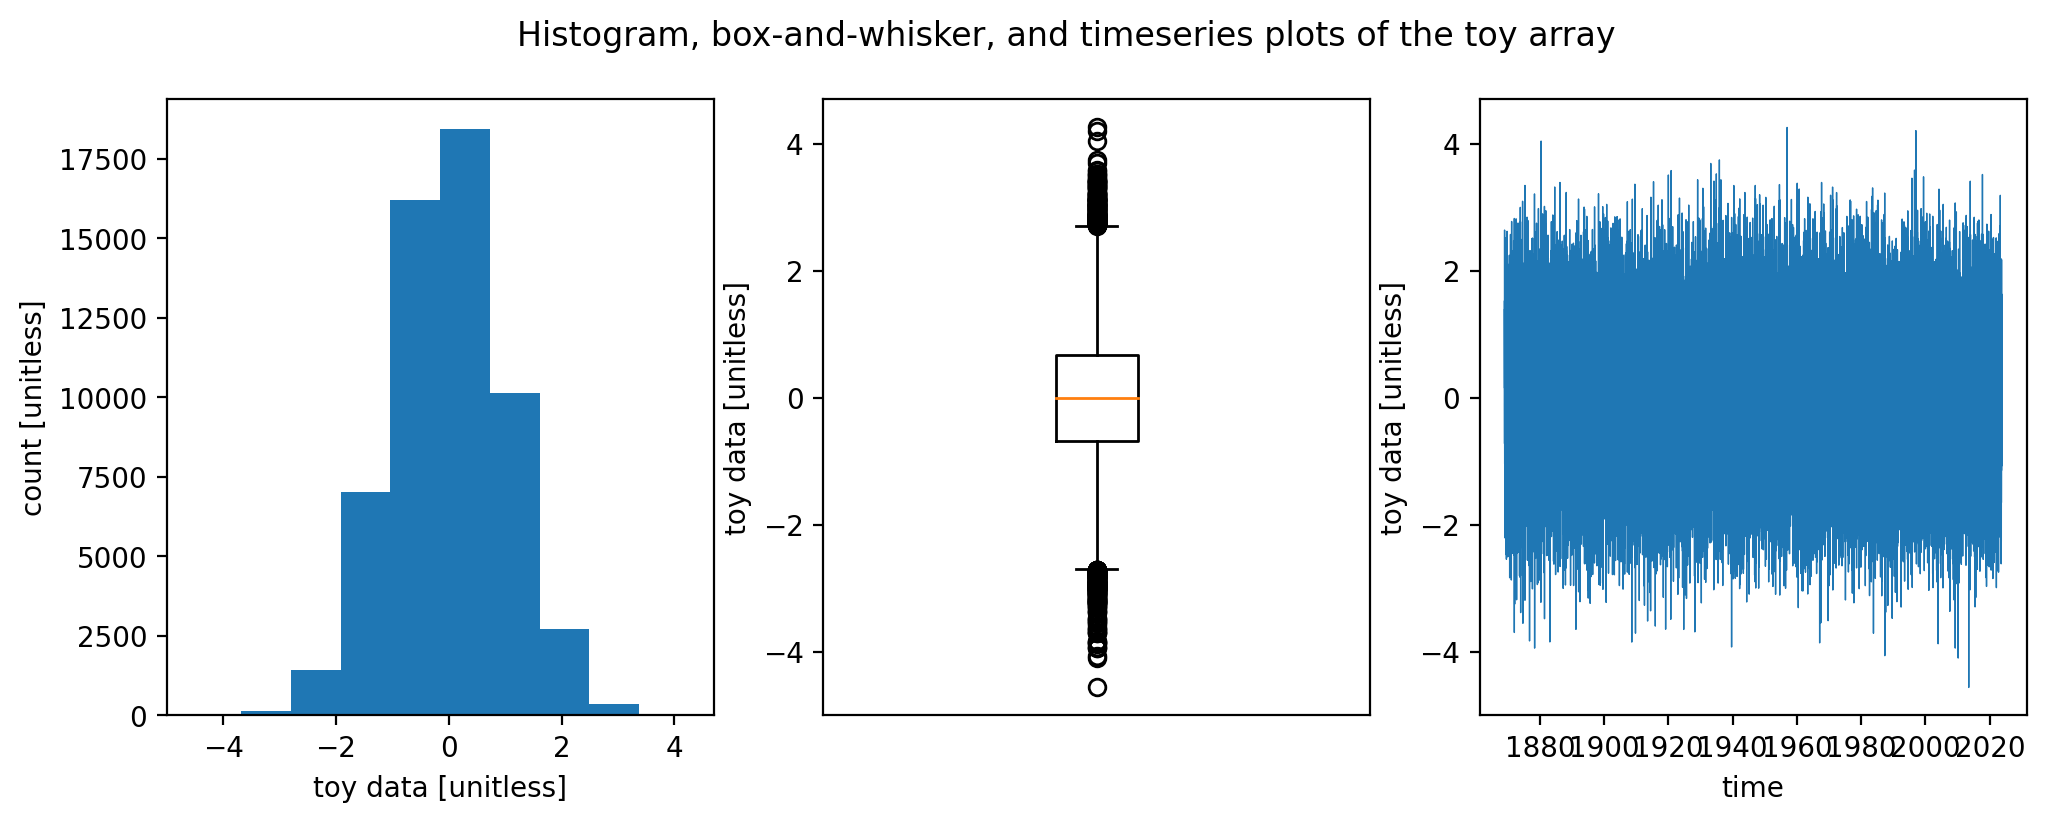 Histogram, box-and-whisker, and timeseries plots of the toy array
count [unitless]
17500
15000
12500
10000
7500
5000
2500
0
−4 −2 0 2 4
toy data [unitless]
toy data [unitless]
4
2
0
−2
−4
toy data [unitless]
4
2
0
−2
−4
1880 1900 1920 1940 1960 1980 2000 2020
time